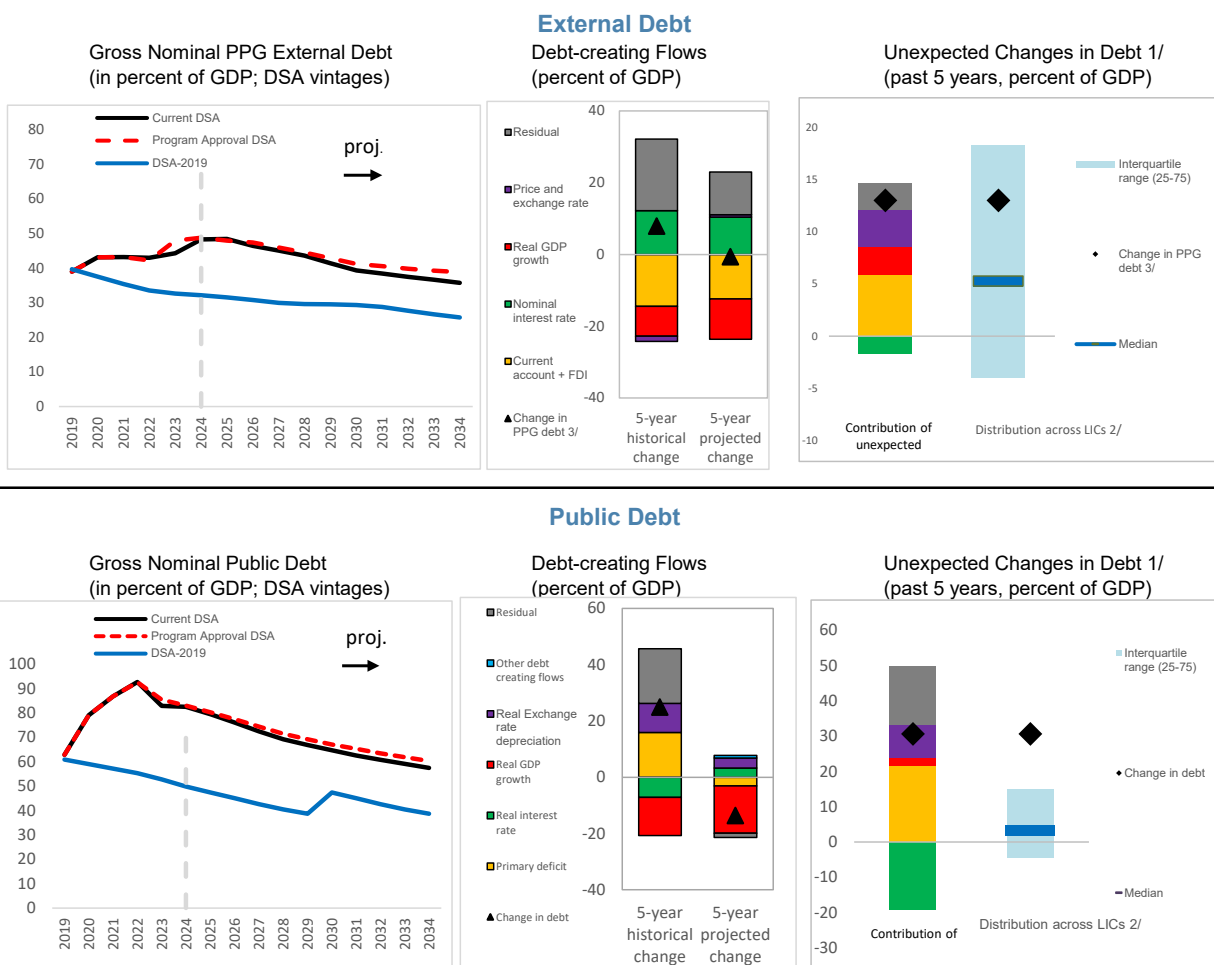 External Debt
Gross Nominal PPG External Debt
(in percent of GDP; DSA vintages)
Debt-creating Flows
(percent of GDP)
Unexpected Changes in Debt 1/
(past 5 years, percent of GDP)
Current DSA
Program Approval DSA
DSA-2019
proj.
80
70
60
50
40
30
20
10
0
2019
2020
2021
2022
2023
2024
2025
2026
2027
2028
2029
2030
2031
2032
2033
2034
Residual
Price and
exchange rate
Real GDP
growth
Nominal
interest rate
Current
account + FDI
Change in
PPG debt 3/
40
20
0
-20
-40
5-year
historical
change
5-year
projected
change
20
15
10
5
0
-5
-10
Contribution of
unexpected
Distribution across LICs 2/
Interquartile
range (25-75)
Change in PPG
debt 3/
Median
Public Debt
Gross Nominal Public Debt
(in percent of GDP; DSA vintages)
Debt-creating Flows
(percent of GDP)
Unexpected Changes in Debt 1/
(past 5 years, percent of GDP)
Current DSA
Program Approval DSA
DSA-2019
proj.
100
90
80
70
60
50
40
30
20
10
0
2019
2020
2021
2022
2023
2024
2025
2026
2027
2028
2029
2030
2031
2032
2033
2034
Residual
Other debt
creating flows
Real Exchange
rate
depreciation
Real GDP
growth
Real interest
rate
Primary deficit
Change in debt
60
40
20
0
-20
-40
5-year
historical
change
5-year
projected
change
60
50
40
30
20
10
0
-10
-20
-30
Contribution of
Distribution across LICs 2/
Interquartile
range (25-75)
Change in debt
Median